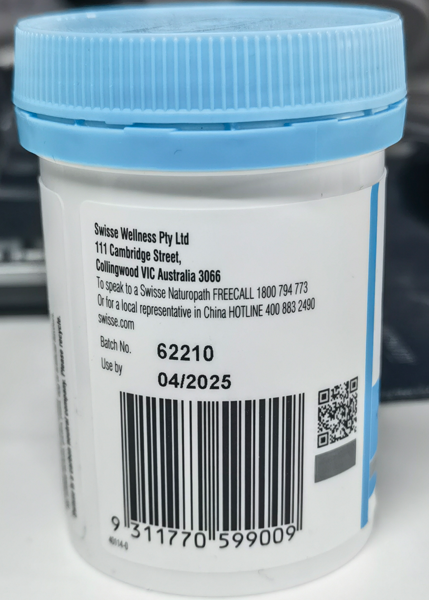 Swisse Wellness Pty Ltd
111 Cambridge Street,
Collingwood VIC Australia 3066
To speak to a Swisse Naturopath FREECALL 1800 794 773
Or for a local representative in China HOTLINE 400 883 2490
swisse.com
Batch No. 62210
Use by 04/2025
9 311770 599009